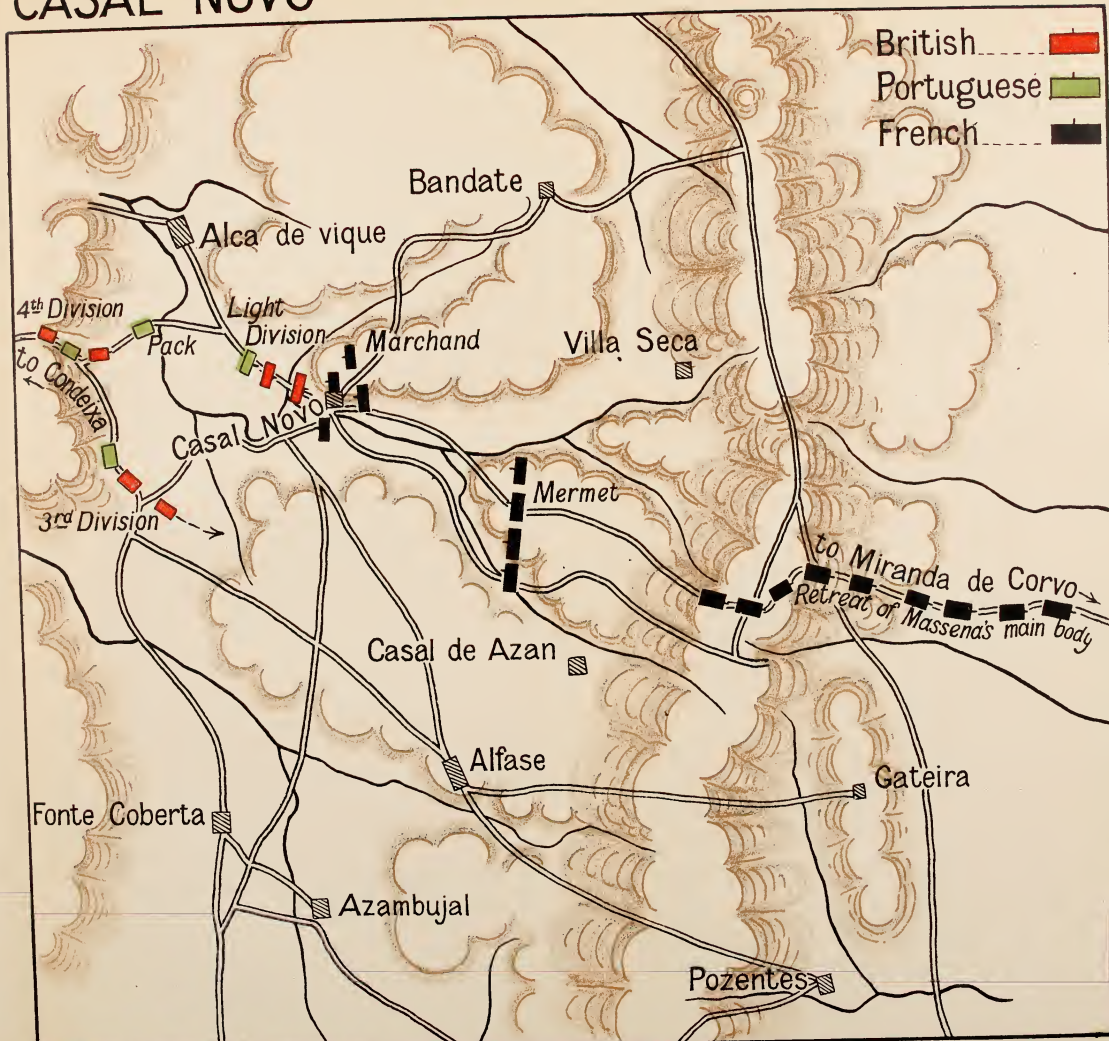 CASAL NOVO
British
Portuguese
French
Bandate
Alca de vique
4th Division
Light
Division
Pack
Marchand
Villa Seca
to Condeixa
Casal Novo
3rd Division
Mermet
to Miranda de Corvo
Retreat of Massena's main body
Casal de Azan
Alfase
Gateira
Fonte Coberta
Azambujal
Pozentes